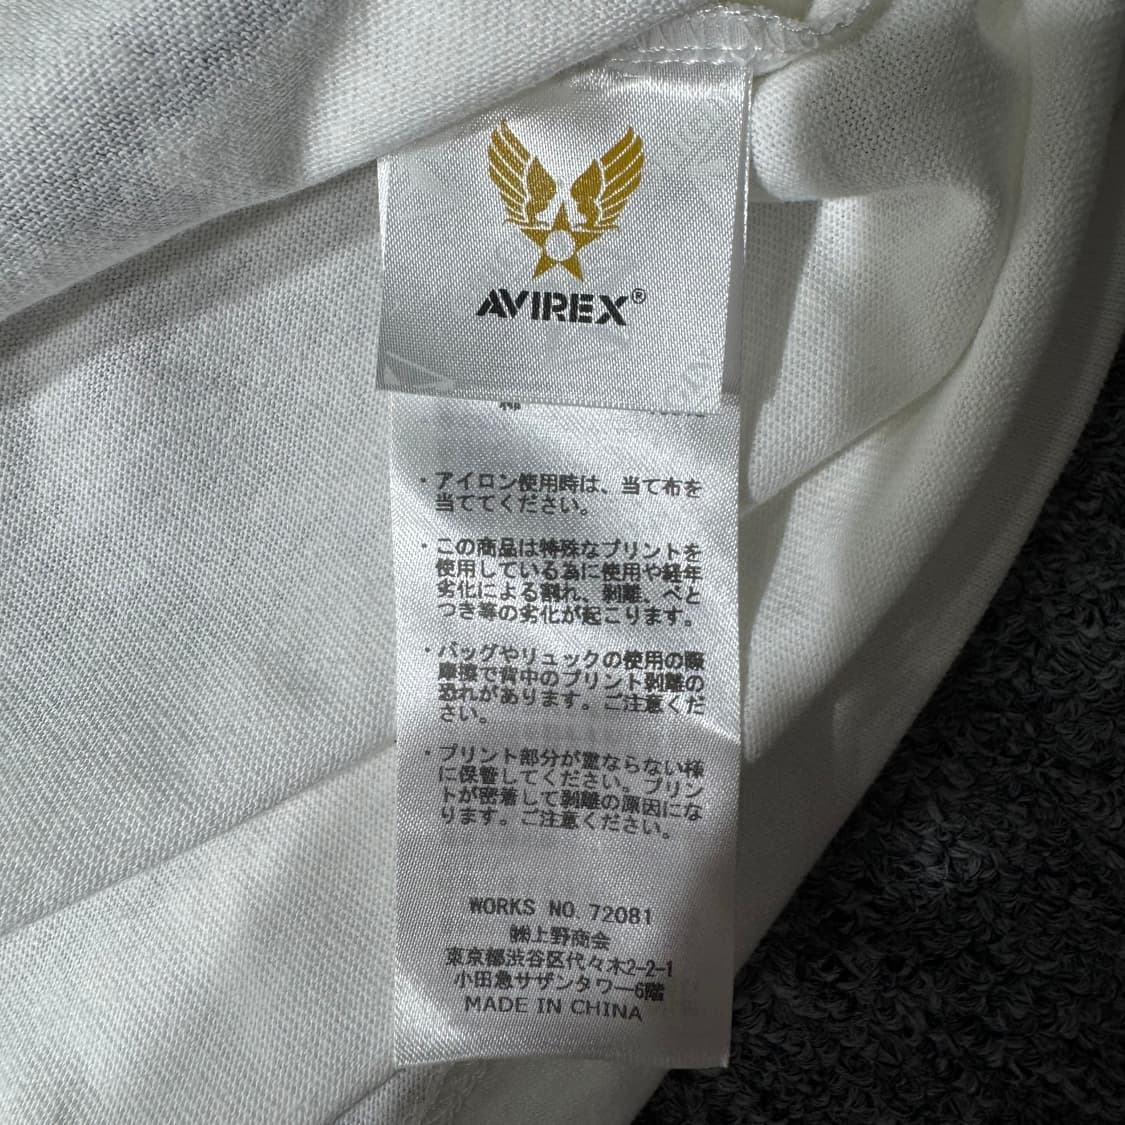 AVIREX®
・アイロン使用時は、当て布を
当ててください。
・この商品は特殊なプリントを
使用している為に使用や経年
劣化による割れ、剥離、べと
つき等の劣化が起こります。
・バッグやリュックの使用の際
摩擦で背中のプリント剥離の
恐れがあります。ご注意くだ
さい。
・プリント部分が重ならない様
に保管してください。プリン
トが密着して剥離の原因にな
ります。ご注意ください。
WORKS NO. 72081
㈱上野商会
東京都渋谷区代々木2-2-1
小田急サザンタワー6階
MADE IN CHINA